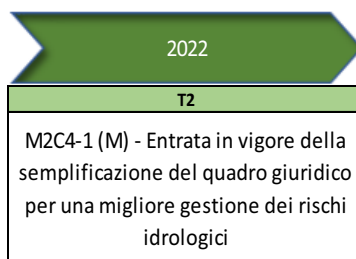 2022
T2
M2C4-1 (M) - Entrata in vigore della
semplificazione del quadro giuridico
per una migliore gestione dei rischi
idrologici